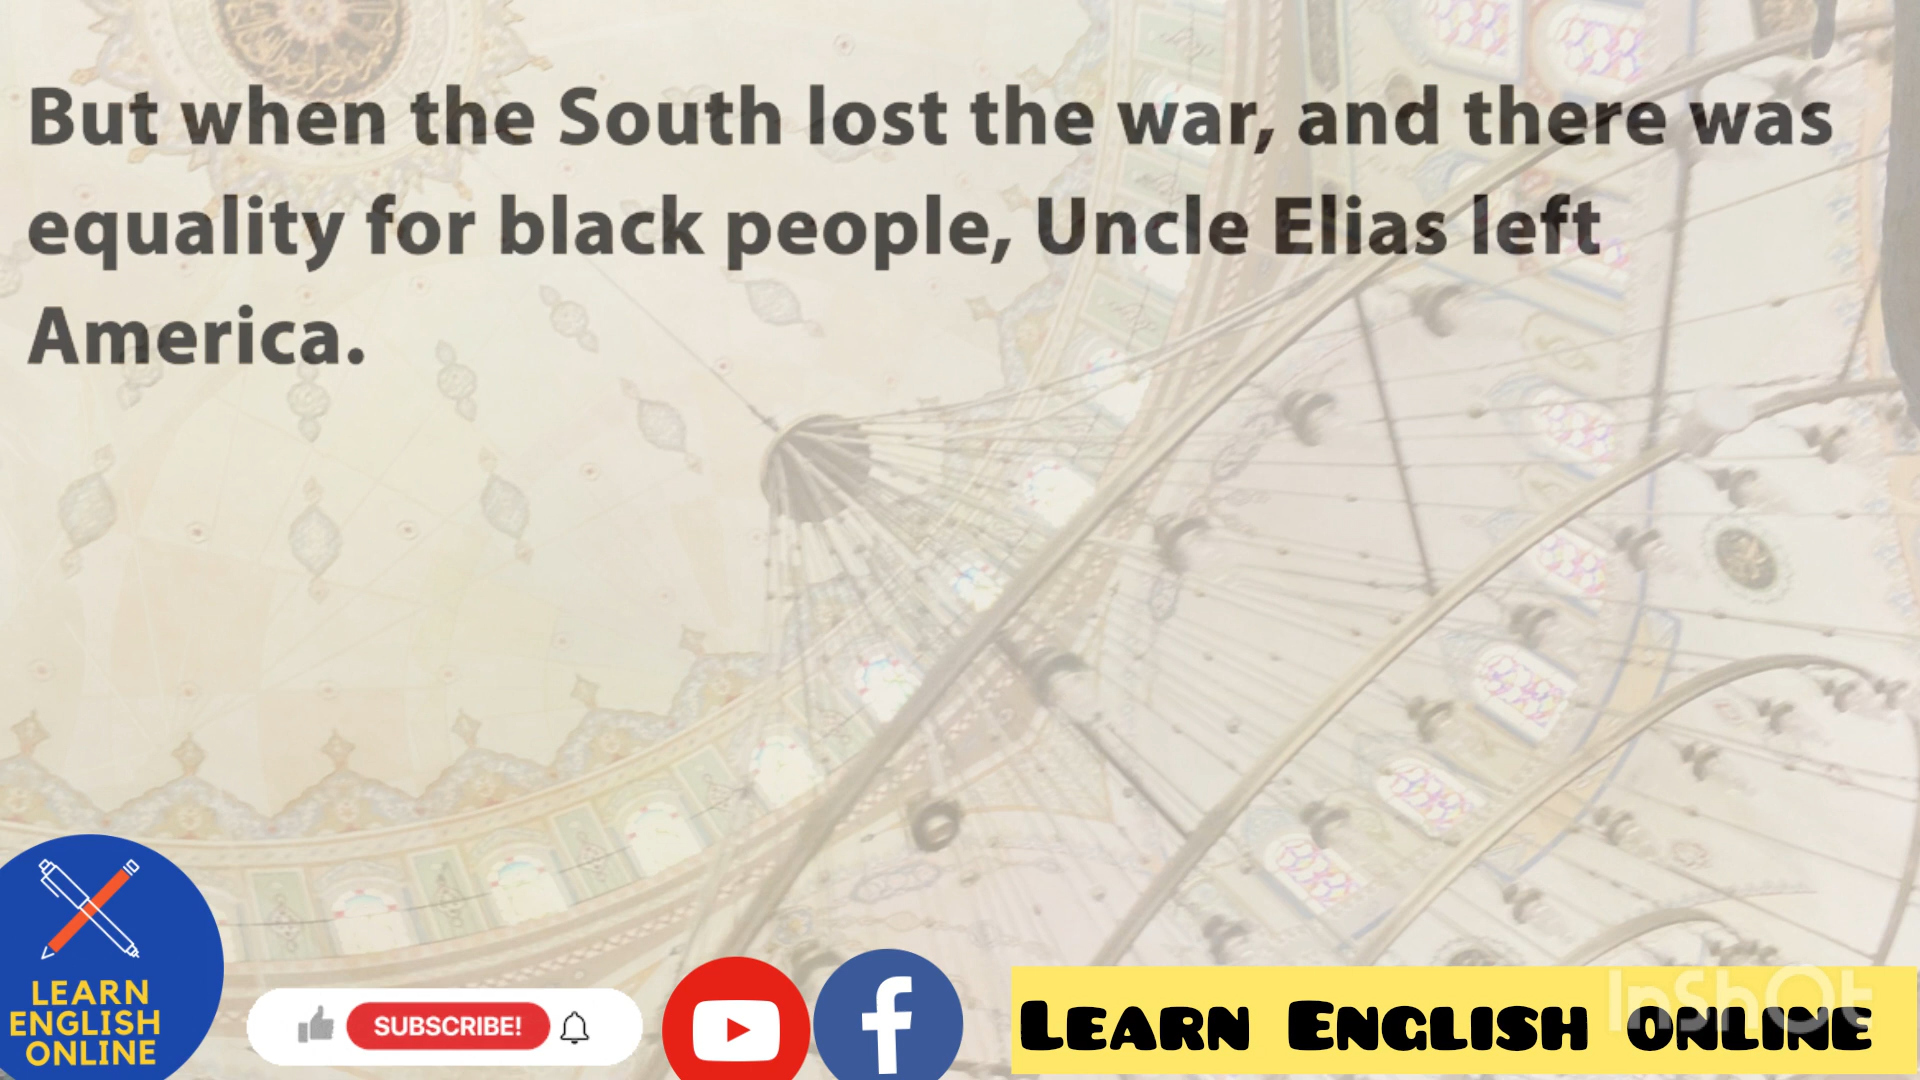 But when the South lost the war, and there was
equality for black people, Uncle Elias left
America.
LEARN
ENGLISH
ONLINE
SUBSCRIBE!
LEARN ENGLISH ONLINE
InShOt